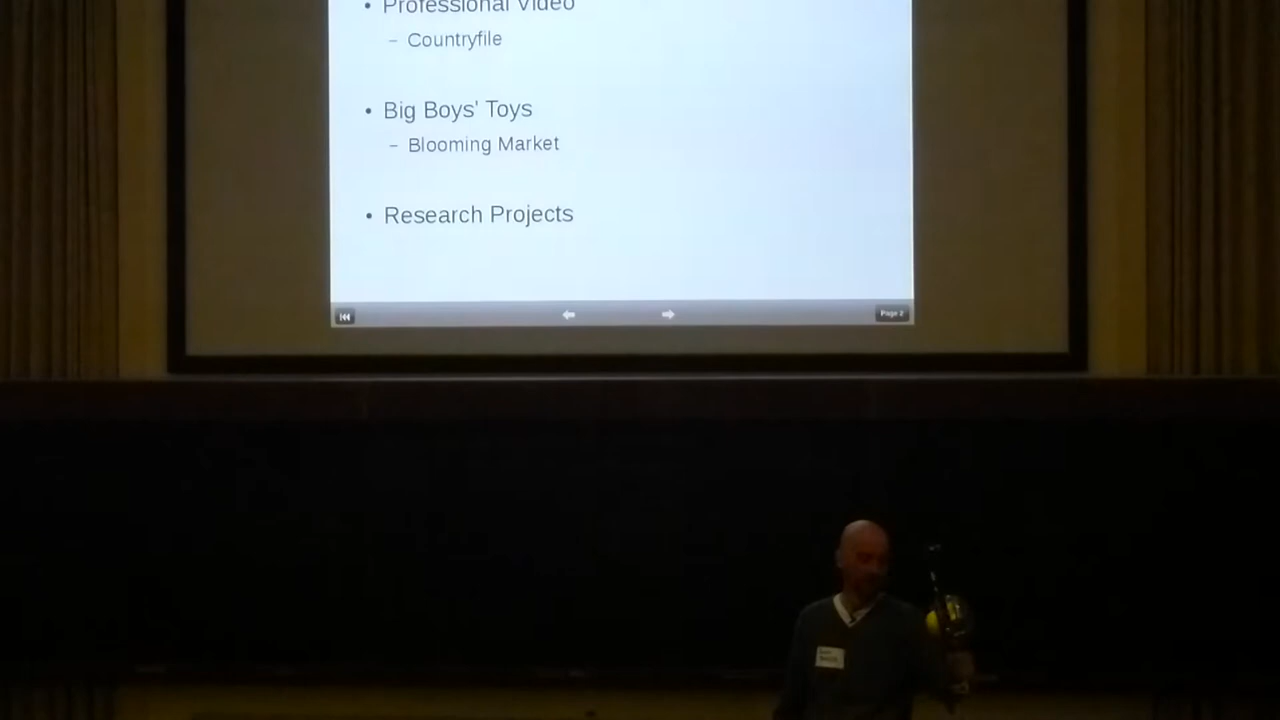 • Professional Video
– Countryfile
• Big Boys' Toys
– Blooming Market
• Research Projects
Page 2